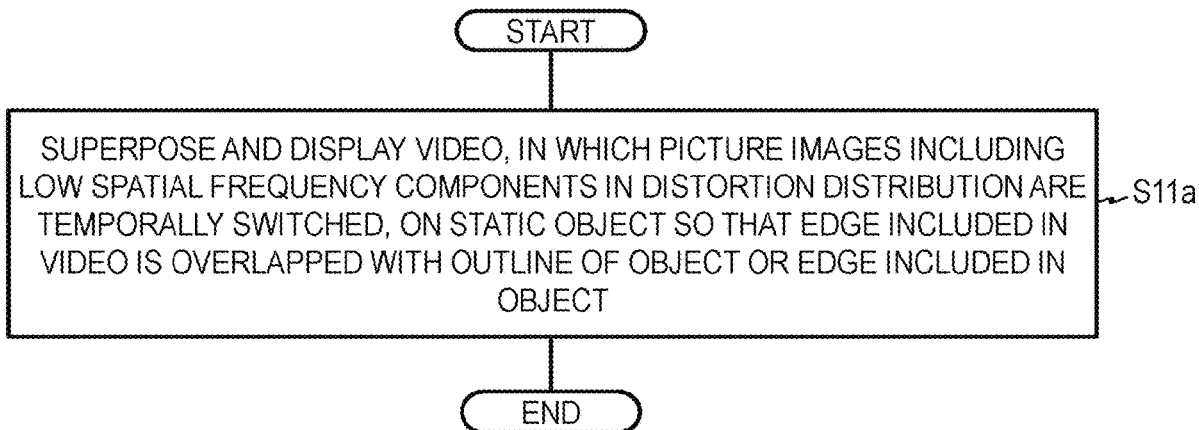 START
SUPERPOSE AND DISPLAY VIDEO, IN WHICH PICTURE IMAGES INCLUDING
LOW SPATIAL FREQUENCY COMPONENTS IN DISTORTION DISTRIBUTION ARE
TEMPORALLY SWITCHED, ON STATIC OBJECT SO THAT EDGE INCLUDED IN
VIDEO IS OVERLAPPED WITH OUTLINE OF OBJECT OR EDGE INCLUDED IN
OBJECT
S11a
END